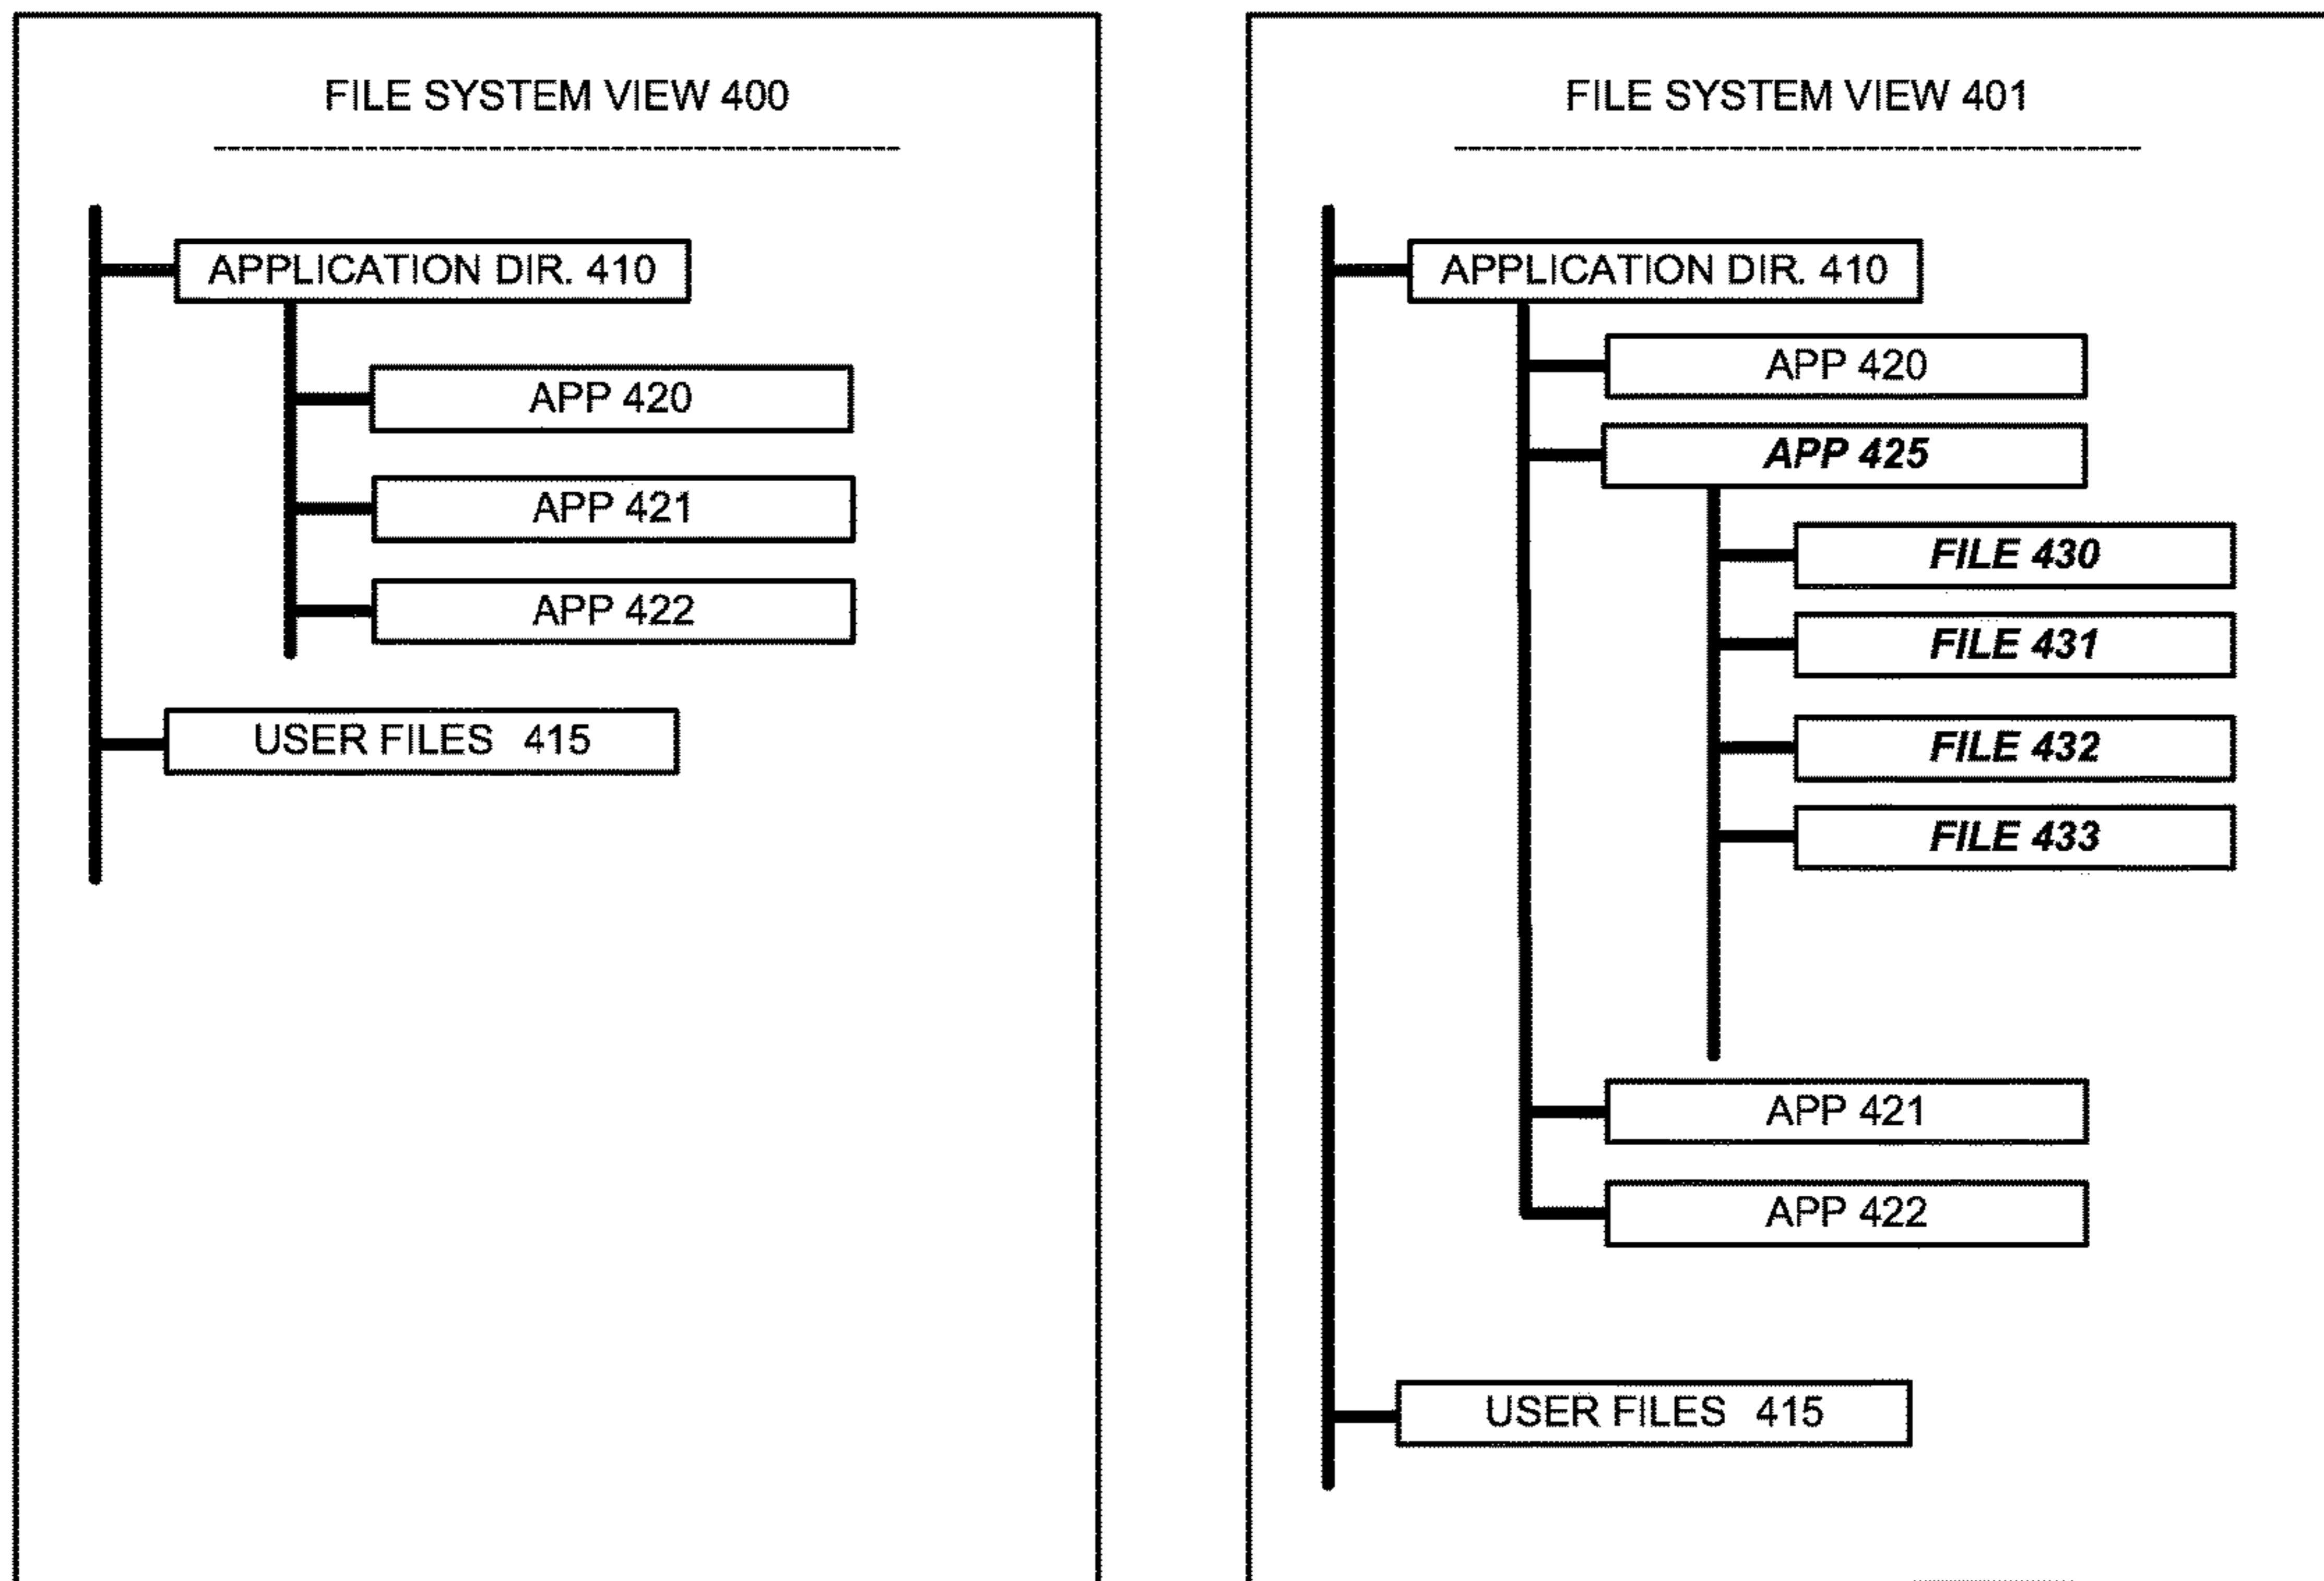 FILE SYSTEM VIEW 400
APPLICATION DIR. 410
APP 420
APP 421
APP 422
USER FILES 415
FILE SYSTEM VIEW 401
APPLICATION DIR. 410
APP 420
APP 425
FILE 430
FILE 431
FILE 432
FILE 433
APP 421
APP 422
USER FILES 415